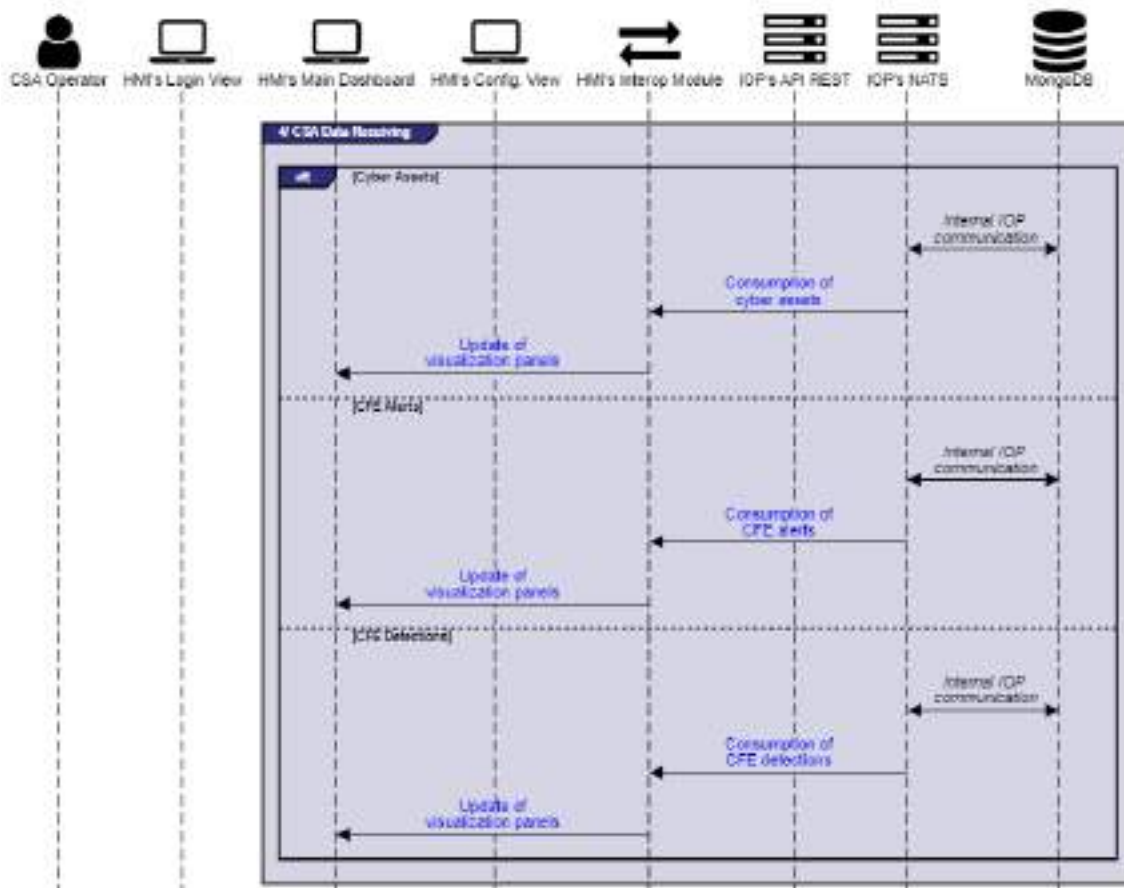 CSA Operator
HMI's Login View
HMI's Main Dashboard
HMI's Config. View
HMI's Interop Module
IOP's API REST
IOP's NATS
MongoDB
4/ CSA Data Receiving
alt
[Cyber Assets]
Internal IOP
communication
Consumption of
cyber assets
Update of
visualization panels
[CFE Alerts]
Internal IOP
communication
Consumption of
CFE alerts
Update of
visualization panels
[CFE Detections]
Internal IOP
communication
Consumption of
CFE detections
Update of
visualization panels